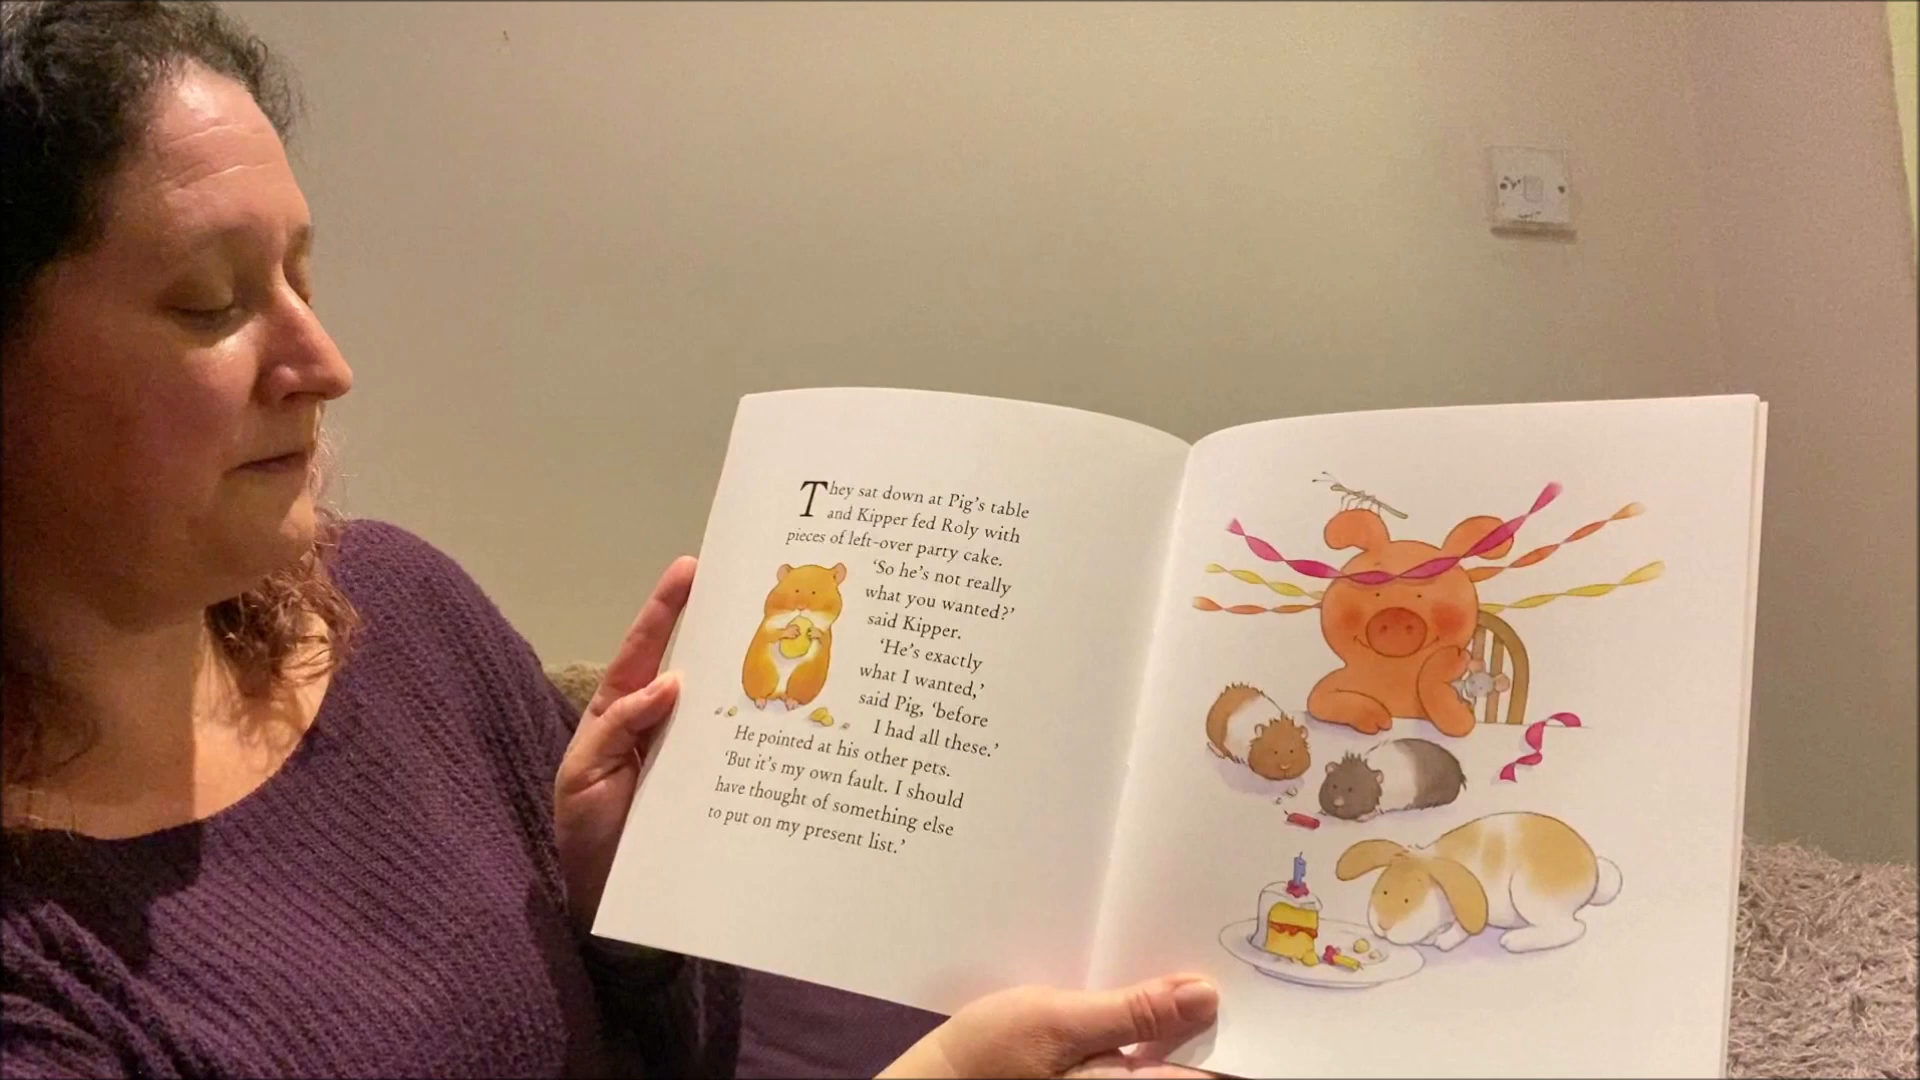 They sat down at Pig's table
and Kipper fed Roly with
pieces of left-over party cake.
'So he's not really
what you wanted?'
said Kipper.
'He's exactly
what I wanted,'
said Pig, 'before
I had all these.'
He pointed at his other pets.
'But it's my own fault. I should
have thought of something else
to put on my present list.'